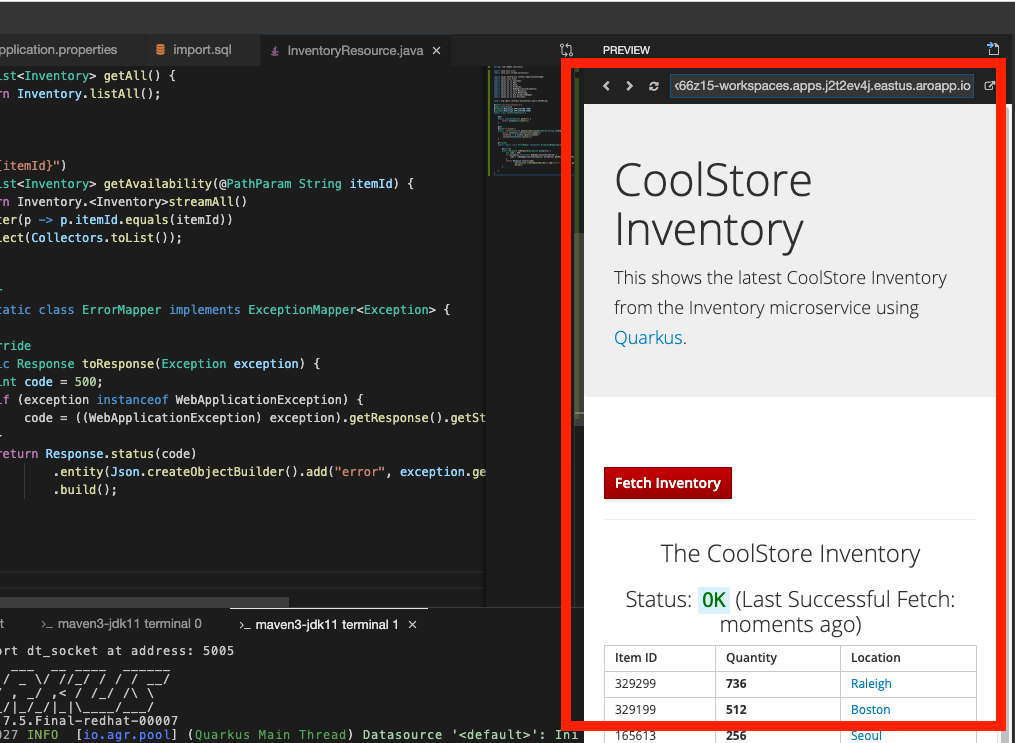 pplication.properties
import.sql
InventoryResource.java ×
PREVIEW
st<Inventory> getAll() {
rn Inventory.listAll();
itemId}")
st<Inventory> getAvailability(@PathParam String itemId) {
rn Inventory.<Inventory>streamAll()
ter(p -> p.itemId.equals(itemId))
lect(Collectors.toList());
tatic class ErrorMapper implements ExceptionMapper<Exception> {
rride
ic Response toResponse(Exception exception) {
int code = 500;
if (exception instanceof WebApplicationException) {
code = ((WebApplicationException) exception).getResponse().getSt
return Response.status(code)
.entity(Json.createObjectBuilder().add("error", exception.ge
.build();
t
>_ maven3-jdk11 terminal 0
>_ maven3-jdk11 terminal 1 ×
ort dt_socket at address: 5005
7.5.Final-redhat-00007
027 INFO [io.agr.pool] (Quarkus Main Thread) Datasource '<default>': Ini
66z15-workspaces.apps.j2t2ev4j.eastus.aroapp.io
CoolStore
Inventory
This shows the latest CoolStore Inventory
from the Inventory microservice using
Quarkus.
Fetch Inventory
The CoolStore Inventory
Status: OK (Last Successful Fetch:
moments ago)
Item ID Quantity Location
329299 736 Raleigh
329199 512 Boston
165613 256 Seoul